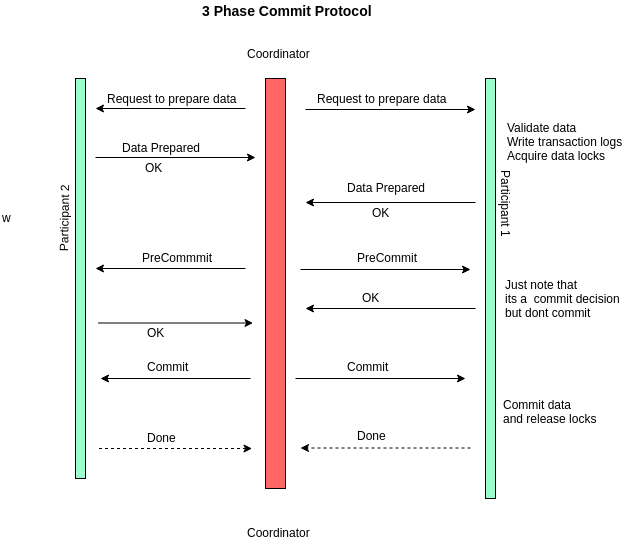 3 Phase Commit Protocol
Coordinator
Request to prepare data
Request to prepare data
Validate data
Write transaction logs
Acquire data locks
Data Prepared
OK
Data Prepared
OK
Participant 2
Participant 1
w
PreCommmit
PreCommit
Just note that
its a  commit decision
but dont commit
OK
OK
Commit
Commit
Commit data
and release locks
Done
Done
Coordinator